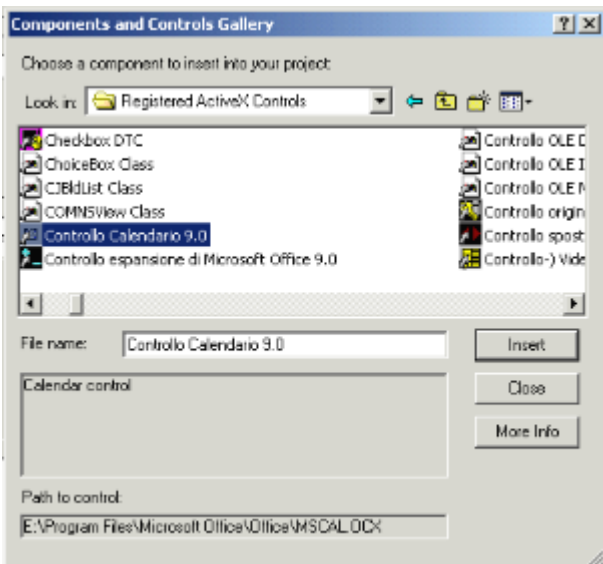 Components and Controls Gallery
Choose a component to insert into your project:
Look in: Registered ActiveX Controls
Checkbox DTC
ChoiceBox Class
CJBldList Class
COMNSView Class
Controllo Calendario 9.0
Controllo espansione di Microsoft Office 9.0
Controllo OLE D
Controllo OLE I
Controllo OLE M
Controllo origin
Controllo spost
Controllo-) Vide
File name: Controllo Calendario 9.0
Insert
Calendar control
Close
More Info
Path to control:
E:\Program Files\Microsoft Office\Office\MSCAL.OCX